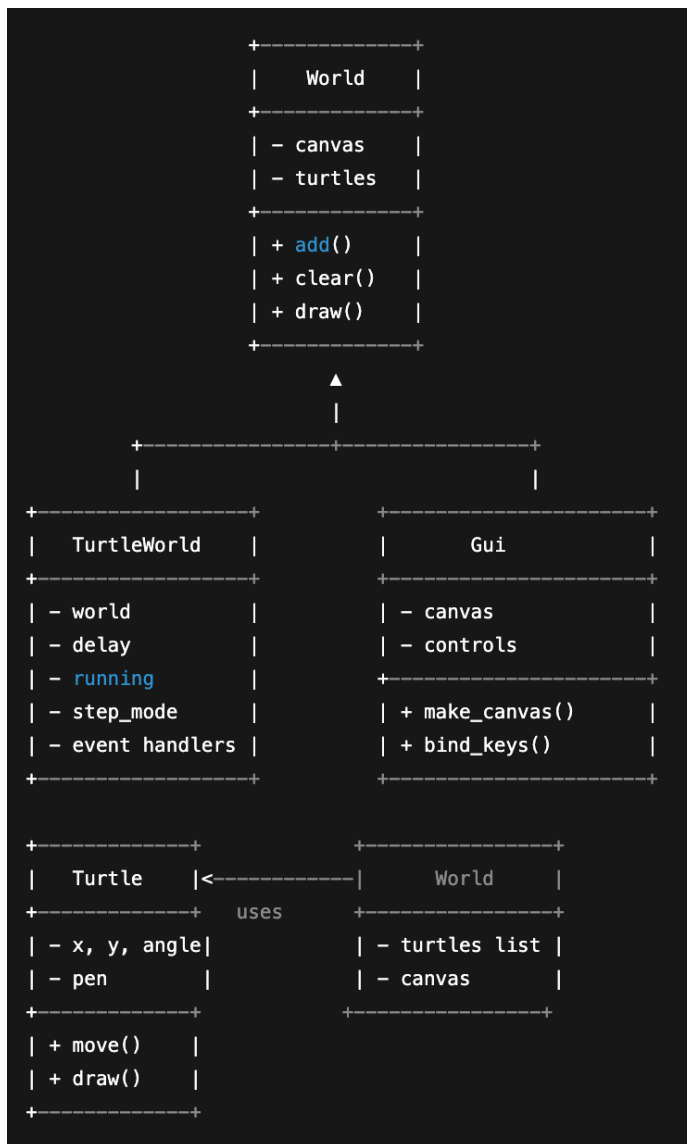 +-------------+
|    World    |
+-------------+
| - canvas    |
| - turtles   |
+-------------+
| + add()     |
| + clear()   |
| + draw()    |
+-------------+
▲
|
+----------------+----------------+
|                                 |
+------------------+          +----------------------+
|   TurtleWorld    |          |       Gui            |
+------------------+          +----------------------+
| - world          |          | - canvas             |
| - delay          |          | - controls           |
| - running        |          +----------------------+
| - step_mode      |          | + make_canvas()      |
| - event handlers |          | + bind_keys()        |
+------------------+          +----------------------+
+-------------+             +----------------+
|   Turtle    |<------------|      World     |
+-------------+   uses      +----------------+
| - x, y, angle|            | - turtles list |
| - pen        |            | - canvas       |
+-------------+            +----------------+
| + move()    |
| + draw()    |
+-------------+